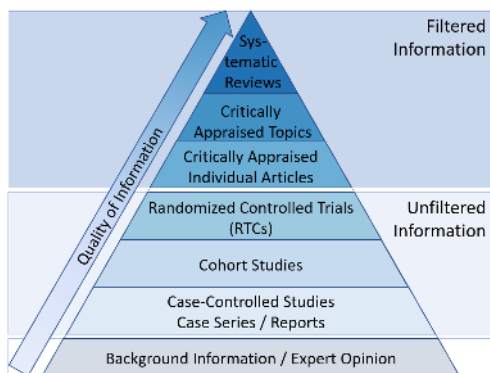 Filtered
Information
Sys-
tematic
Reviews
Critically
Appraised Topics
Critically Appraised
Individual Articles
Quality of Information
Unfiltered
Information
Randomized Controlled Trials
(RTCs)
Cohort Studies
Case-Controlled Studies
Case Series / Reports
Background Information / Expert Opinion